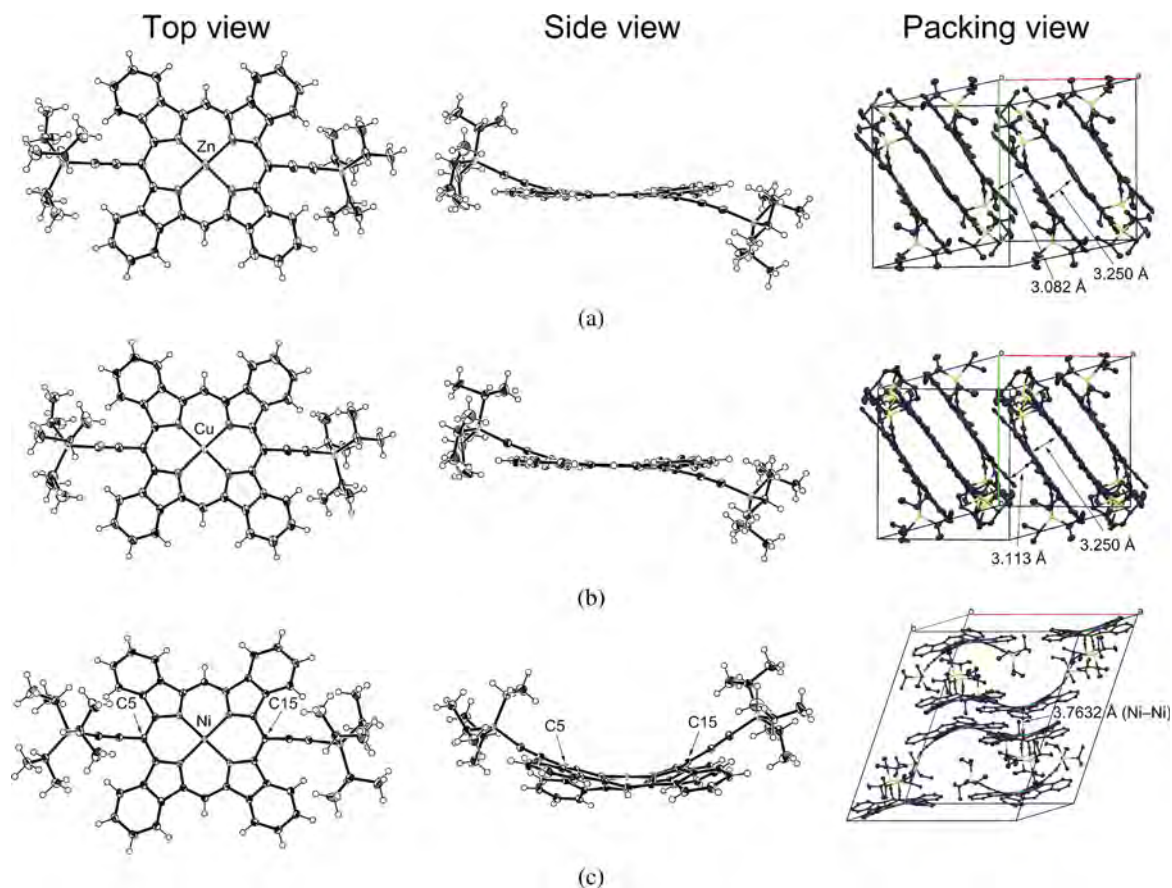 Top view Side view Packing view
Zn
3.082 Å
3.250 Å
(a)
Cu
3.113 Å
3.250 Å
(b)
C5
Ni
C15
C5
C15
3.7632 Å (Ni–Ni)
(c)